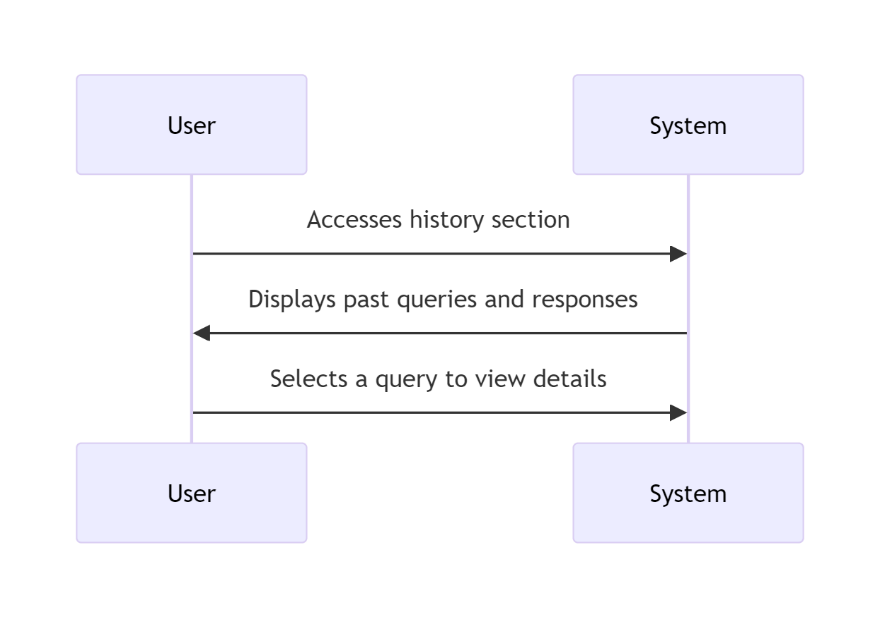 User
System
Accesses history section
Displays past queries and responses
Selects a query to view details
User
System